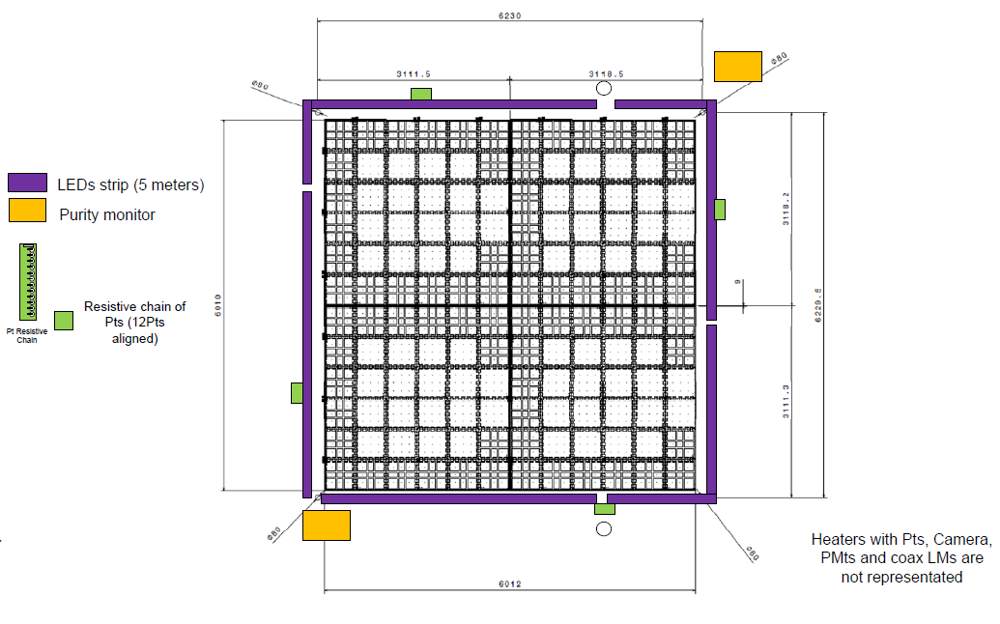 6230
3111.5
3118.5
Ø80
Ø80
LEDs strip (5 meters)
Purity monitor
Resistive chain of
Pts (12Pts
aligned)
Pt Resistive
Chain
6010
3118.2
9
6229.5
3111.3
Ø80
Ø80
6012
Heaters with Pts, Camera,
PMts and coax LMs are
not representated